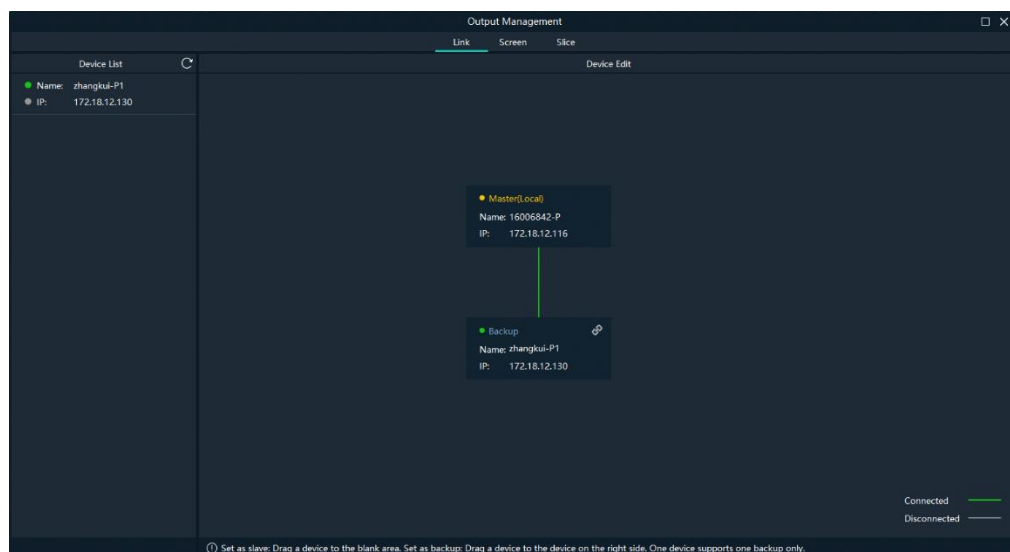 Output Management
Link Screen Slice
Device List Device Edit
Name: zhangkui-P1
IP: 172.18.12.130
Master(Local)
Name: 16006842-P
IP: 172.18.12.116
Backup
Name: zhangkui-P1
IP: 172.18.12.130
Connected
Disconnected
Set as slave: Drag a device to the blank area. Set as backup: Drag a device to the device on the right side. One device supports one backup only.